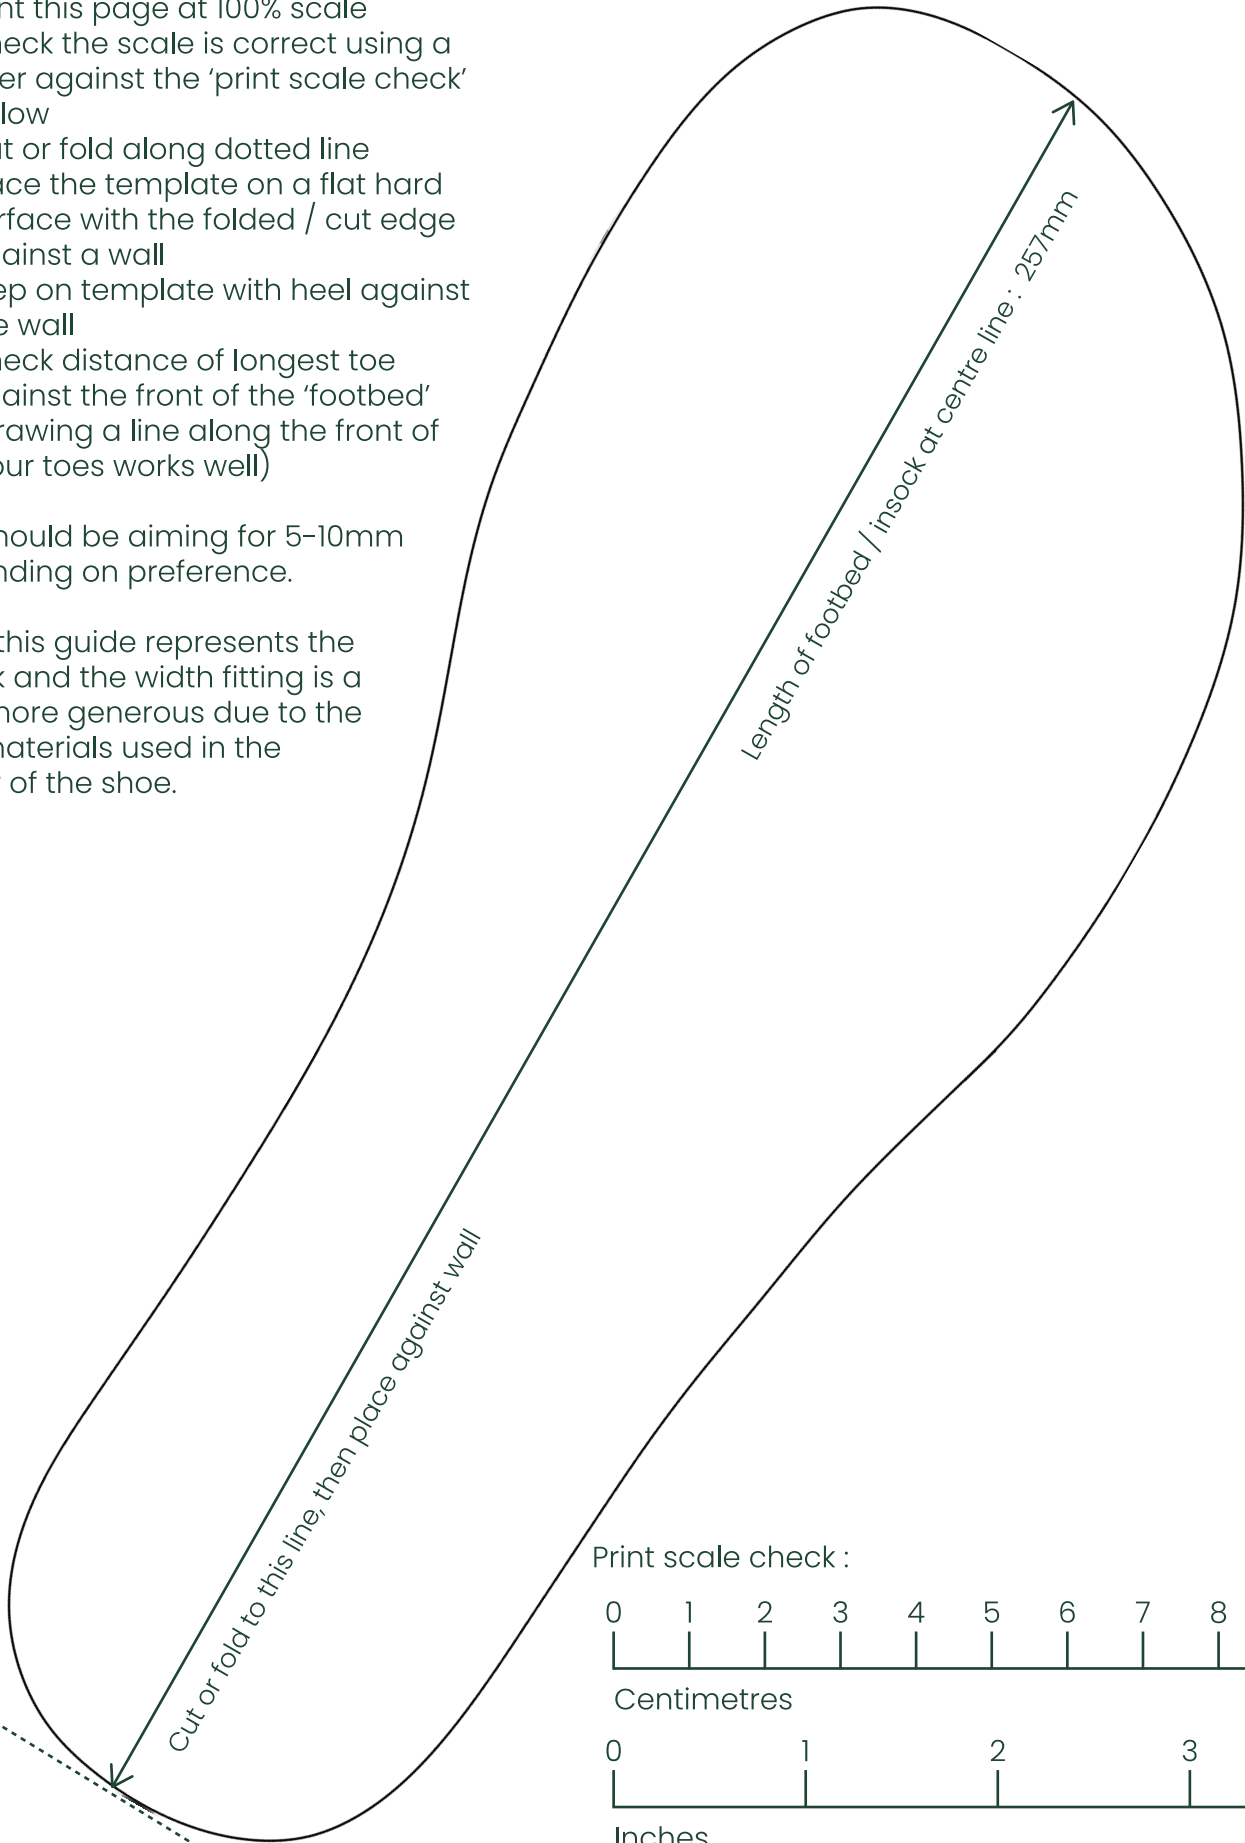 nt this page at 100% scale
eck the scale is correct using a
er against the ‘print scale check’
low
t or fold along dotted line
ace the template on a flat hard
rface with the folded / cut edge
ainst a wall
ep on template with heel against
e wall
eck distance of longest toe
ainst the front of the ‘footbed’
rawing a line along the front of
our toes works well)
hould be aiming for 5-10mm
nding on preference.
this guide represents the
k and the width fitting is a
more generous due to the
materials used in the
of the shoe.
Length of footbed / insock at centre line : 257mm
Cut or fold to this line, then place against wall
Print scale check :
0 1 2 3 4 5 6 7 8
Centimetres
0 1 2 3
Inches